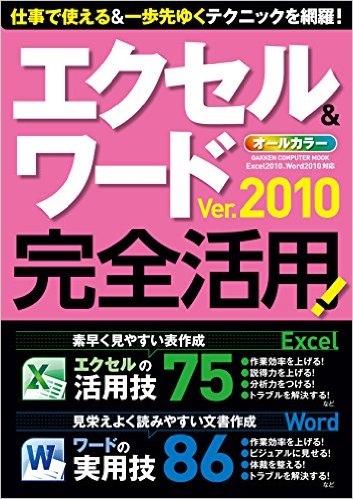 仕事で使える&一歩先ゆくテクニックを網羅!
エクセル&
ワード
オールカラー
GAKKEN COMPUTER MOOK
Excel2010、Word2010対応
Ver.2010
完全活用!
素早く見やすい表作成
Excel
エクセルの
活用技
75
●作業効率を上げる!
●説得力を上げる!
●分析力をつける!
●トラブルを解決する!
など
見栄えよく読みやすい文書作成
Word
ワードの
実用技
86
●作業効率を上げる!
●ビジュアルに見せる!
●体裁を整える!
●トラブルを解決する!
など